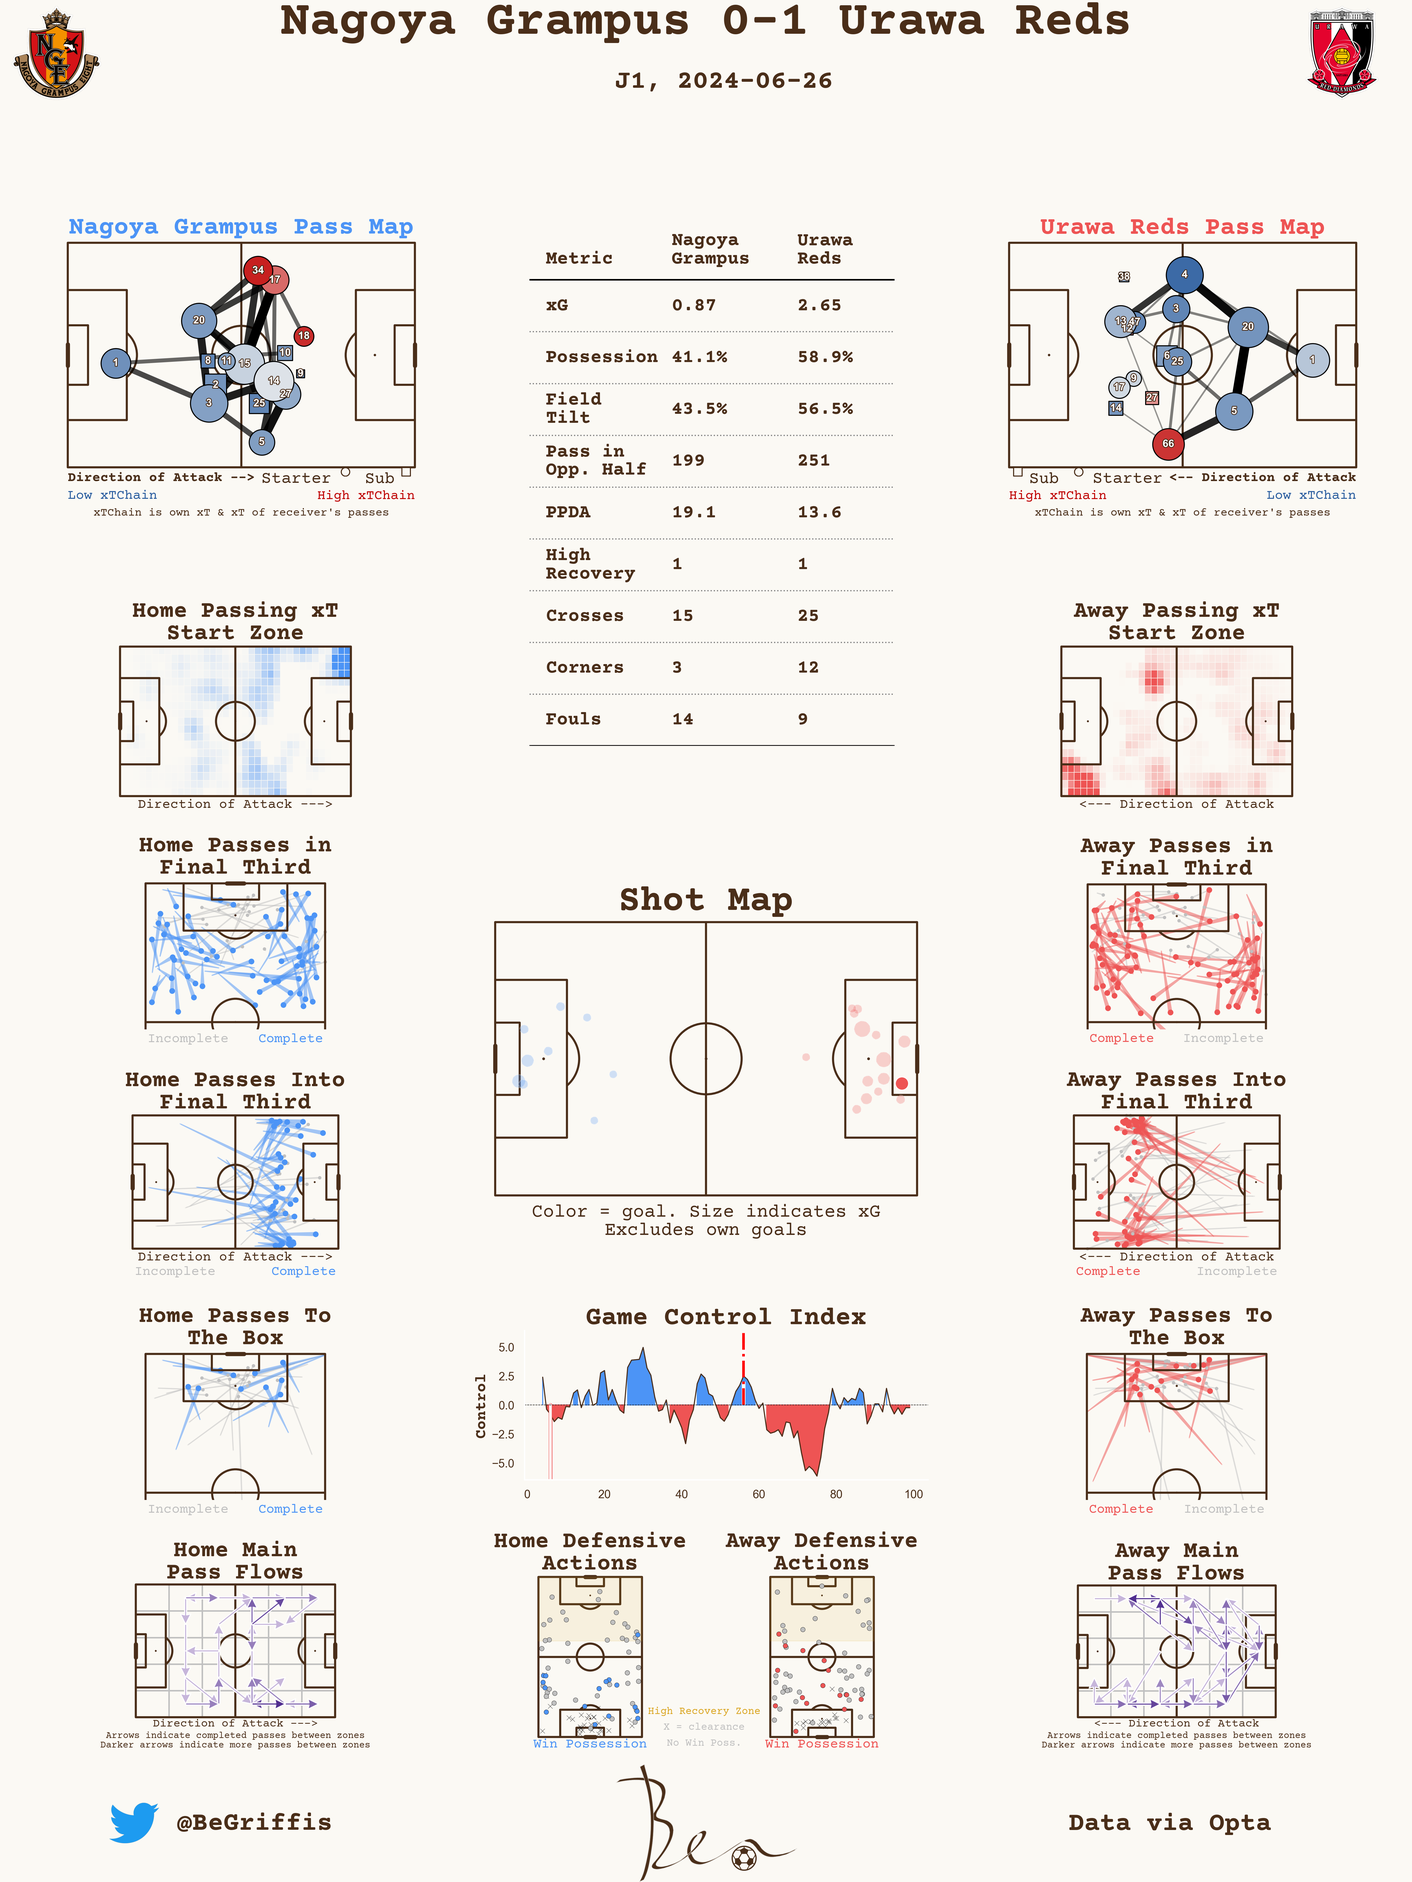 Nagoya Grampus 0-1 Urawa Reds
J1, 2024-06-26
NAGOYA GRAMPUS EIGHT
NGE
URAWA
RED DIAMONDS
Nagoya Grampus Pass Map
34
17
20
18
10
8
11
15
1
9
14
2
27
3
25
5
Direction of Attack --> Starter Sub
Low xTChain High xTChain
xTChain is own xT & xT of receiver's passes
Metric Nagoya Grampus Urawa Reds
xG 0.87 2.65
Possession 41.1% 58.9%
Field Tilt 43.5% 56.5%
Pass in Opp. Half 199 251
PPDA 19.1 13.6
High Recovery 1 1
Crosses 15 25
Corners 3 12
Fouls 14 9
Urawa Reds Pass Map
38
4
3
13
47
12
20
6
25
1
9
17
27
14
5
66
Sub Starter <-- Direction of Attack
High xTChain Low xTChain
xTChain is own xT & xT of receiver's passes
Home Passing xT
Start Zone
Direction of Attack --->
Away Passing xT
Start Zone
<--- Direction of Attack
Home Passes in
Final Third
Incomplete Complete
Away Passes in
Final Third
Complete Incomplete
Shot Map
Color = goal. Size indicates xG
Excludes own goals
Home Passes Into
Final Third
Direction of Attack --->
Incomplete Complete
Away Passes Into
Final Third
<--- Direction of Attack
Complete Incomplete
Home Passes To
The Box
Incomplete Complete
Game Control Index
Control
5.0
2.5
0.0
−2.5
−5.0
0 20 40 60 80 100
Away Passes To
The Box
Complete Incomplete
Home Main
Pass Flows
Direction of Attack --->
Arrows indicate completed passes between zones
Darker arrows indicate more passes between zones
Home Defensive
Actions
Win Possession
High Recovery Zone
X = clearance
No Win Poss.
Away Defensive
Actions
Win Possession
Away Main
Pass Flows
<--- Direction of Attack
Arrows indicate completed passes between zones
Darker arrows indicate more passes between zones
@BeGriffis
Ben
Data via Opta